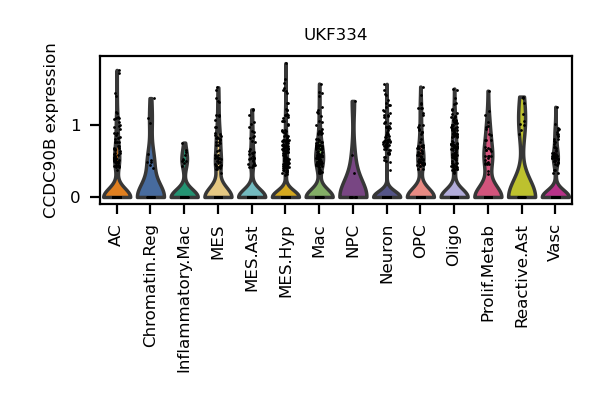 UKF334
CCDC90B expression
1
0
AC
Chromatin.Reg
Inflammatory.Mac
MES
MES.Ast
MES.Hyp
Mac
NPC
Neuron
OPC
Oligo
Prolif.Metab
Reactive.Ast
Vasc